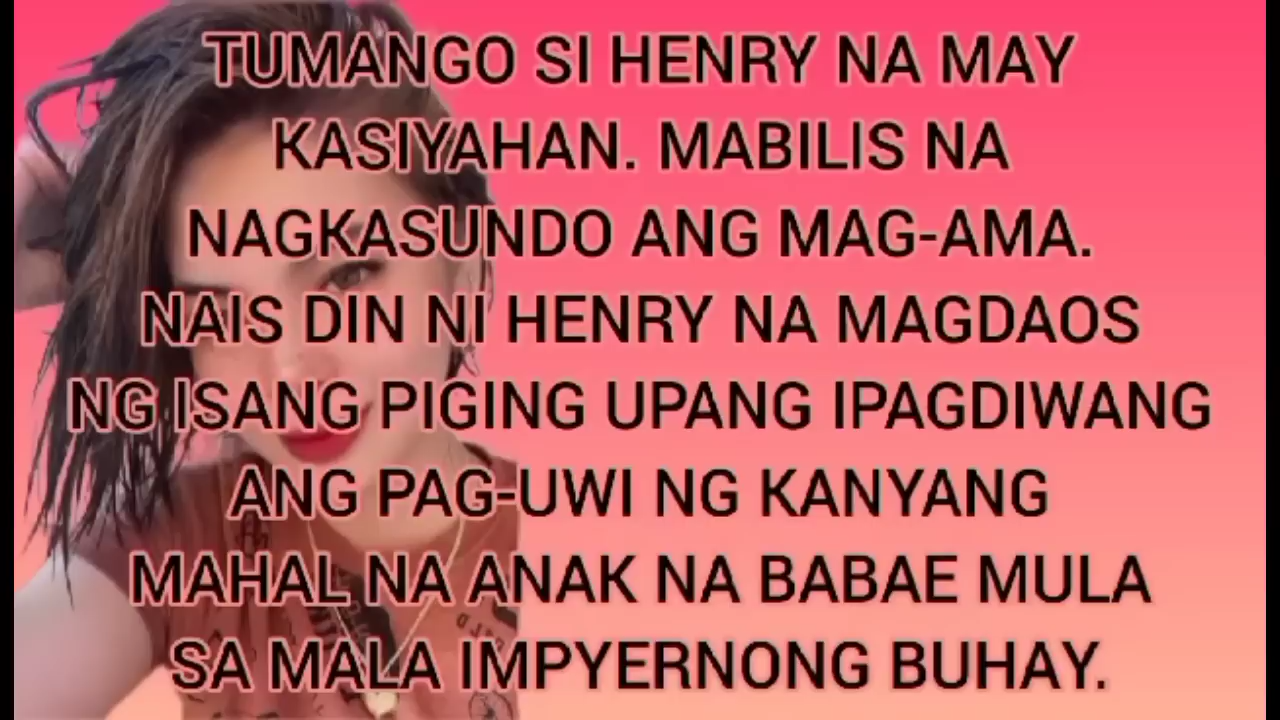 TUMANGO SI HENRY NA MAY
KASIYAHAN. MABILIS NA
NAGKASUNDO ANG MAG-AMA.
NAIS DIN NI HENRY NA MAGDAOS
NG ISANG PIGING UPANG IPAGDIWANG
ANG PAG-UWI NG KANYANG
MAHAL NA ANAK NA BABAE MULA
SA MALA IMPYERNONG BUHAY.